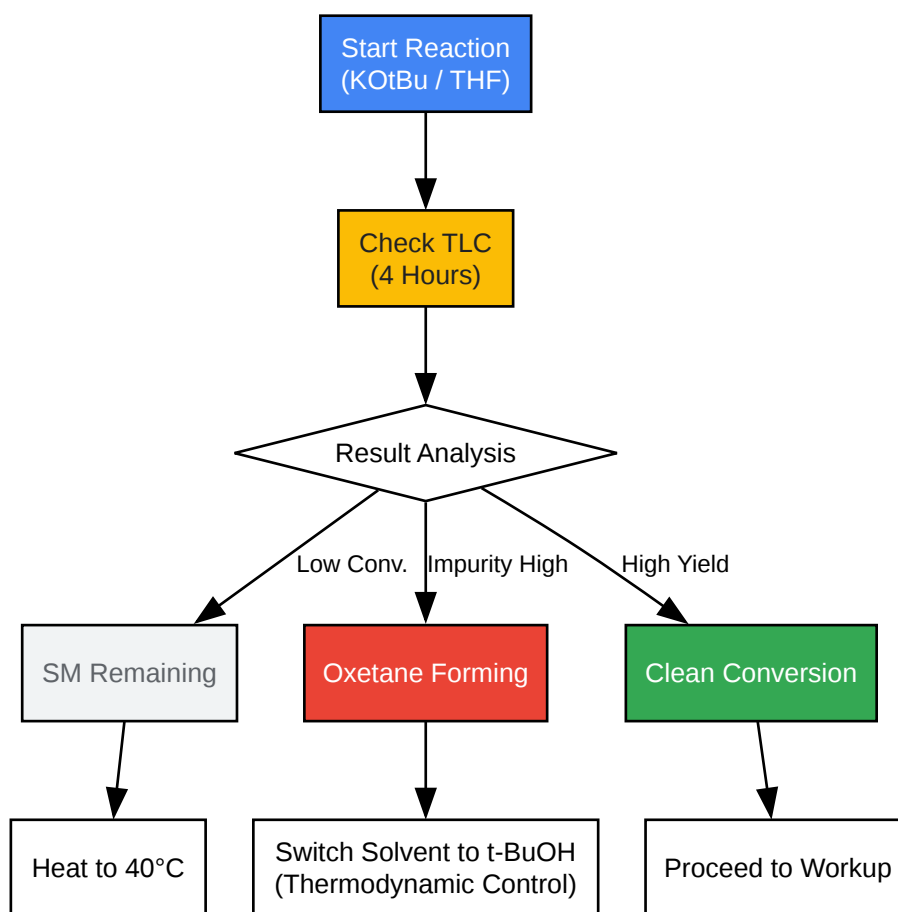 Start Reaction
(KOtBu / THF)
Check TLC
(4 Hours)
Result Analysis
Low Conv.
Impurity High
High Yield
SM Remaining
Oxetane Forming
Clean Conversion
Heat to 40°C
Switch Solvent to t-BuOH
(Thermodynamic Control)
Proceed to Workup